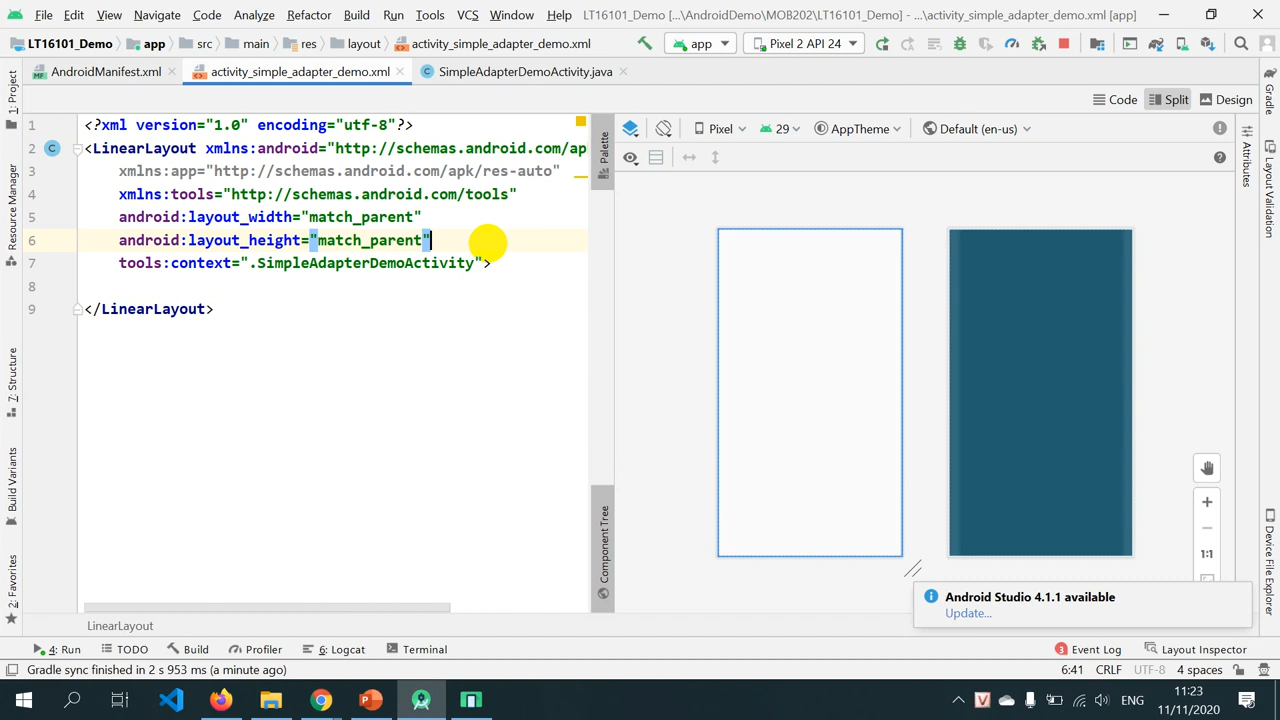 File Edit View Navigate Code Analyze Refactor Build Run Tools VCS Window Help LT16101_Demo [...\AndroidDemo\MOB202\LT16101_Demo] - ...\activity_simple_adapter_demo.xml [app]
LT16101_Demo app src main res layout activity_simple_adapter_demo.xml app Pixel 2 API 24
AndroidManifest.xml activity_simple_adapter_demo.xml SimpleAdapterDemoActivity.java
Code Split Design
1 <?xml version="1.0" encoding="utf-8"?>
2 <LinearLayout xmlns:android="http://schemas.android.com/ap
3 xmlns:app="http://schemas.android.com/apk/res-auto"
4 xmlns:tools="http://schemas.android.com/tools"
5 android:layout_width="match_parent"
6 android:layout_height="match_parent"
7 tools:context=".SimpleAdapterDemoActivity">
8
9 </LinearLayout>
LinearLayout
1: Project
Resource Manager
7: Structure
Build Variants
2: Favorites
Palette
Component Tree
Pixel 29 AppTheme Default (en-us)
1:1
Android Studio 4.1.1 available
Update...
Gradle
Attributes
Layout Validation
Device File Explorer
4: Run TODO Build Profiler 6: Logcat Terminal 3 Event Log Layout Inspector
Gradle sync finished in 2 s 953 ms (a minute ago) 6:41 CRLF UTF-8 4 spaces
ENG 11:23
11/11/2020